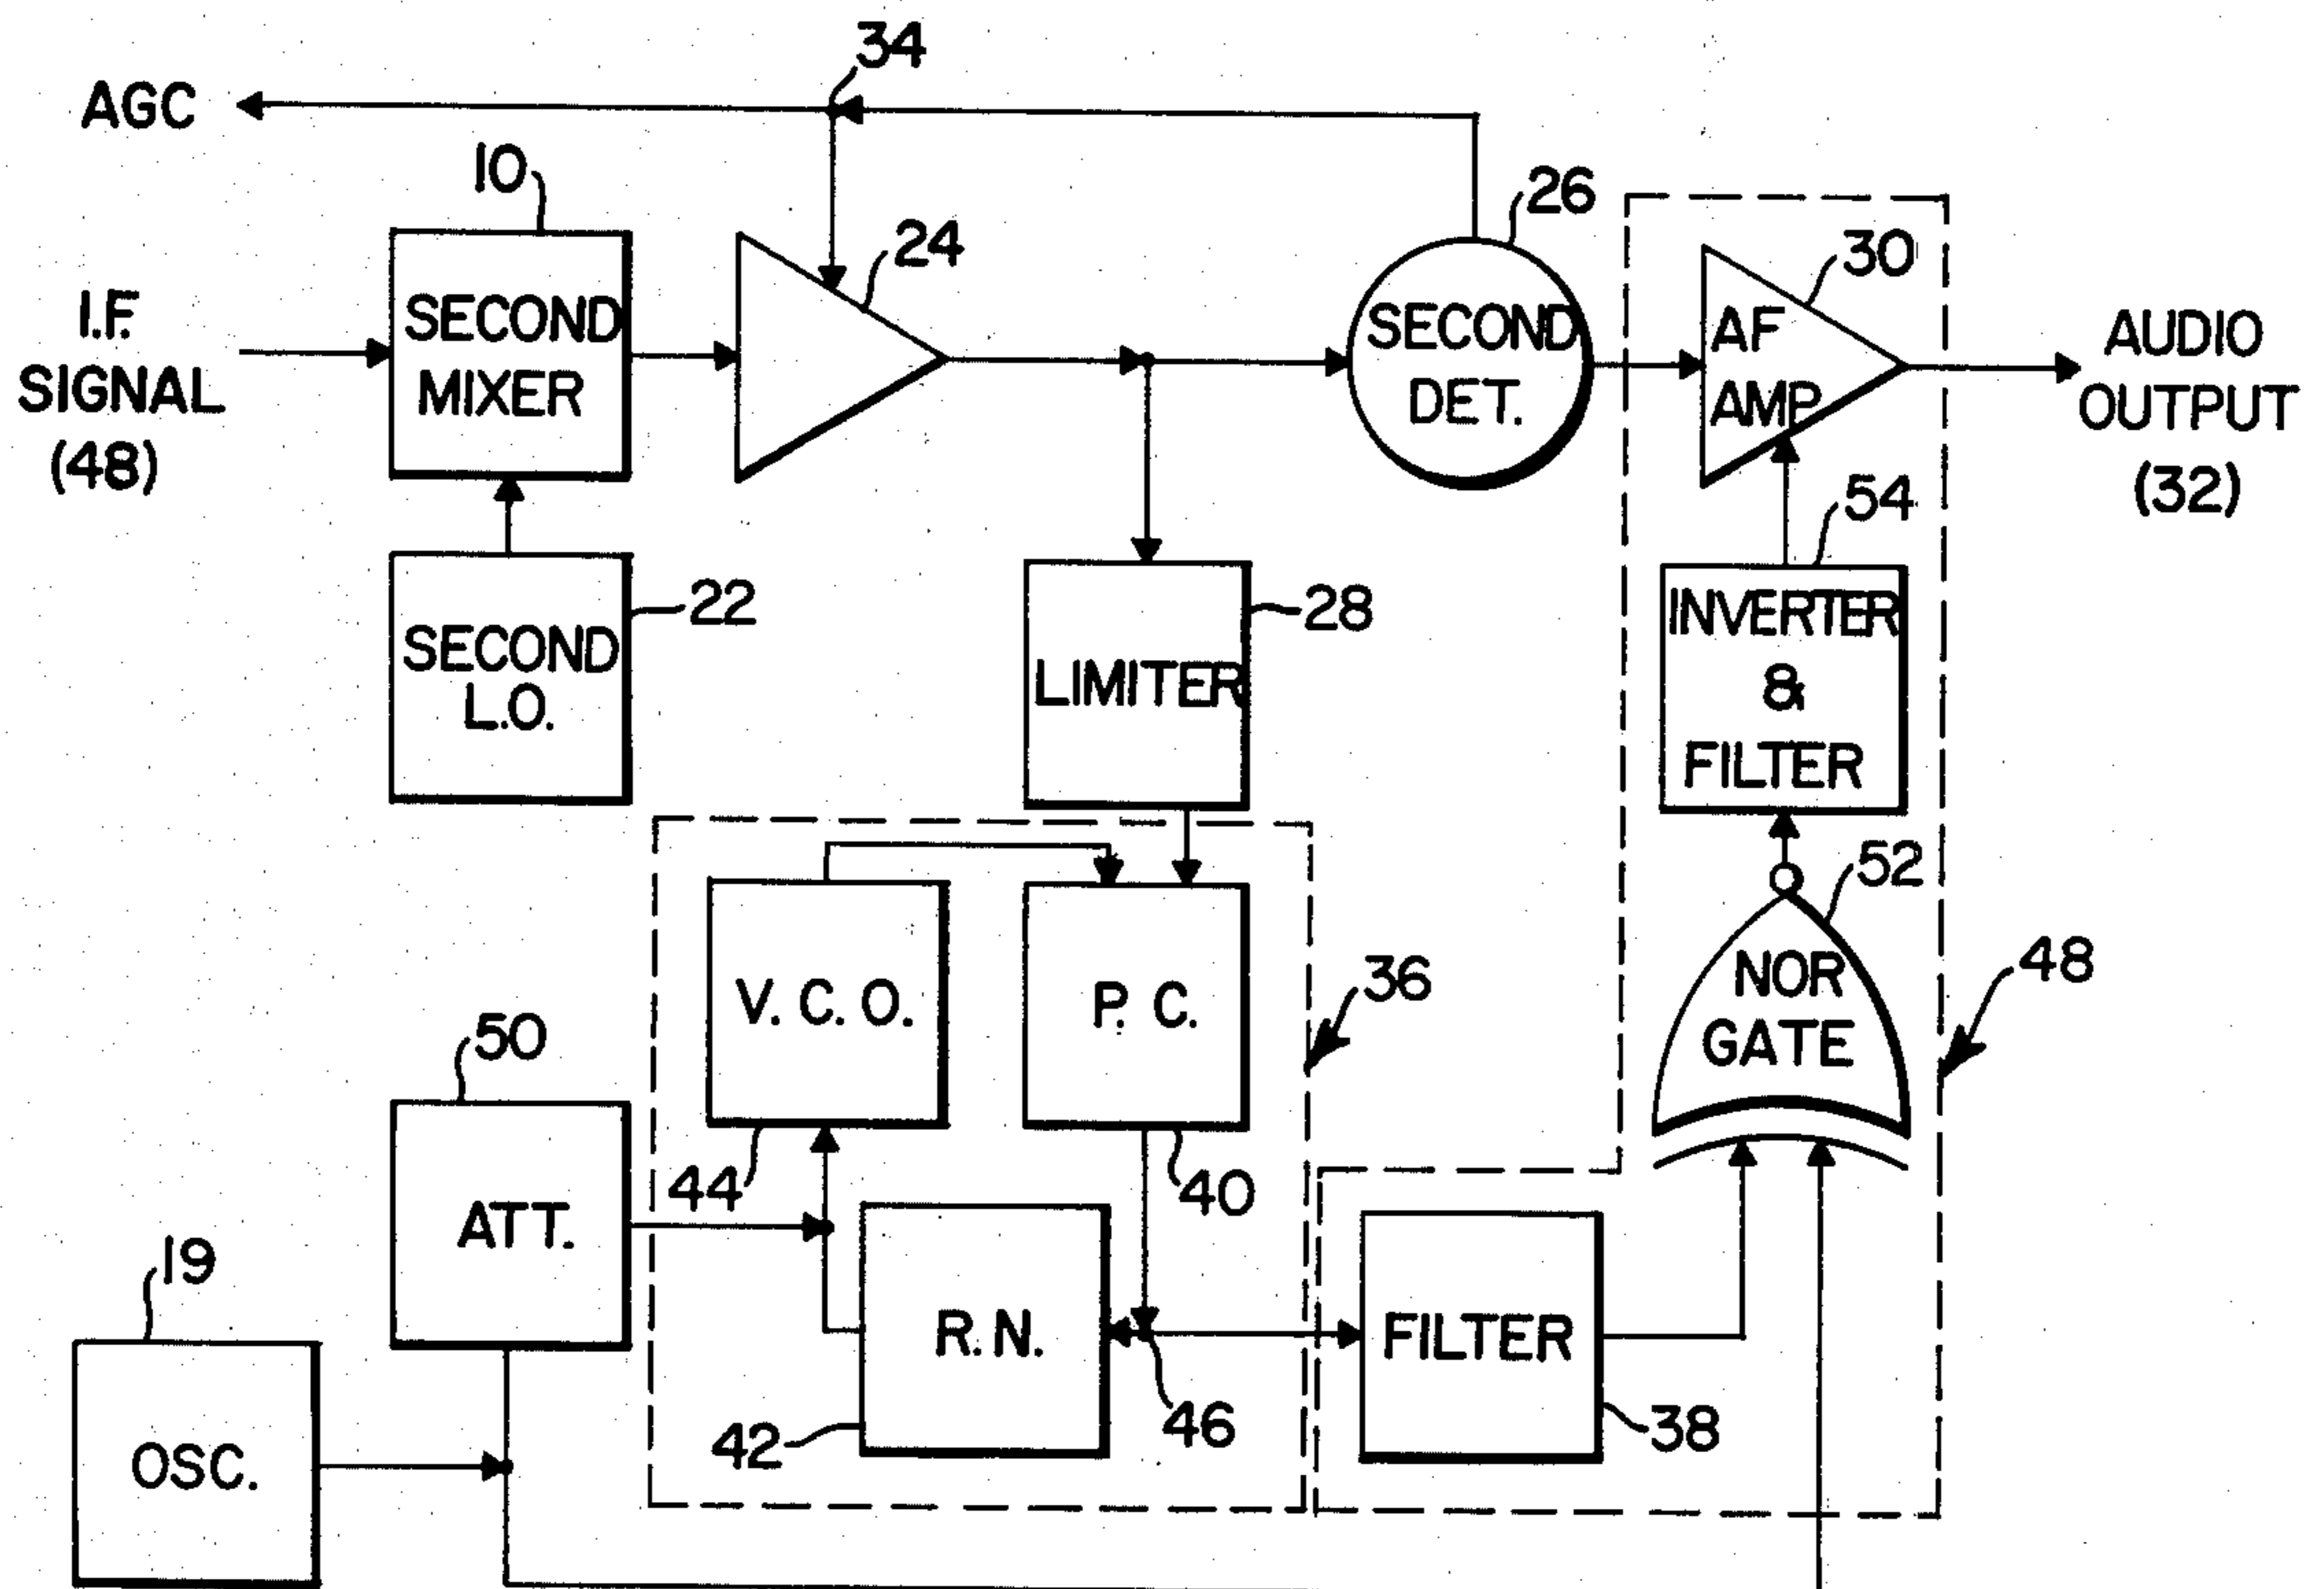 34
AGC
10
26
24
30
I.F.
SIGNAL
(48)
SECOND
MIXER
SECOND
DET.
AF
AMP
AUDIO
OUTPUT
(32)
54
SECOND
L.O.
22
28
LIMITER
INVERTER
&
FILTER
52
V.C.O.
P.C.
36
NOR
GATE
48
50
44
40
ATT.
19
R.N.
FILTER
OSC.
42
46
38